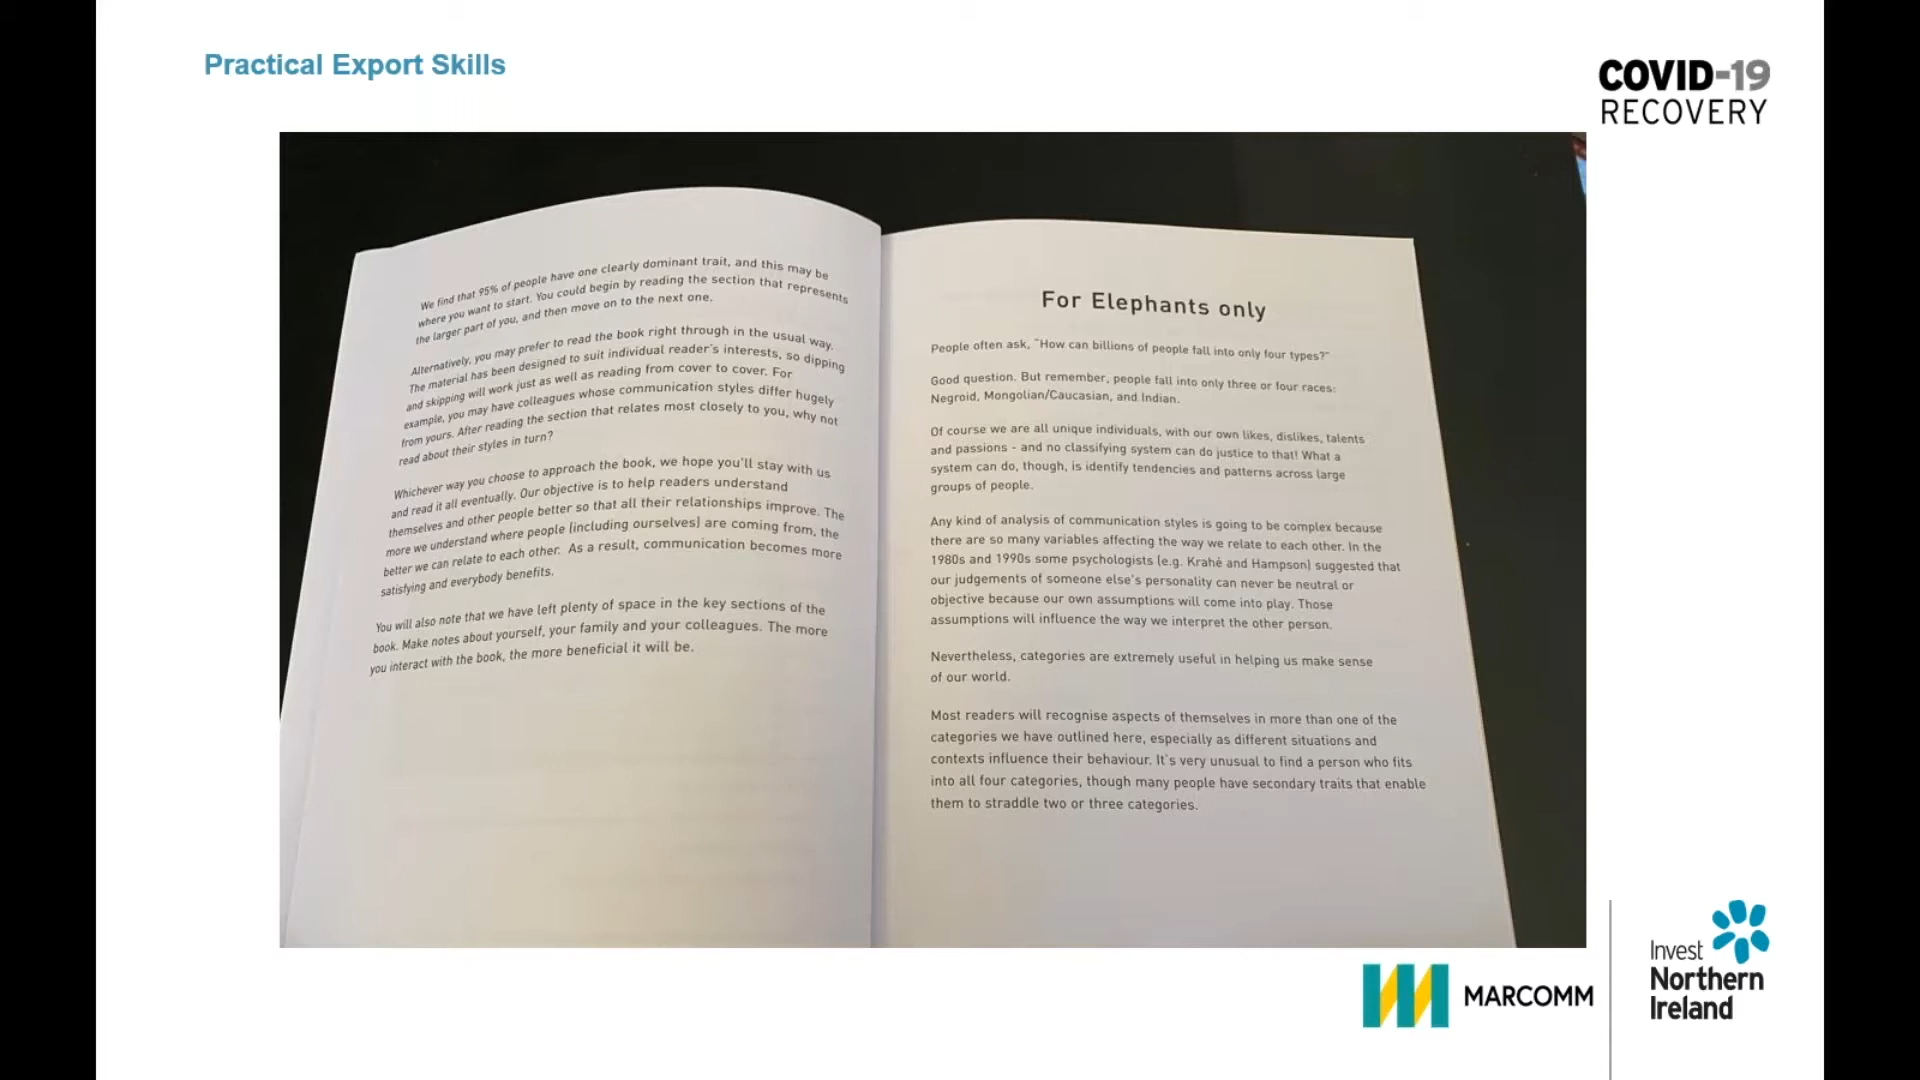 Practical Export Skills
COVID-19
RECOVERY
We find that 95% of people have one clearly dominant trait, and this may be
where you want to start. You could begin by reading the section that represents
the larger part of you, and then move on to the next one.
Alternatively, you may prefer to read the book right through in the usual way.
The material has been designed to suit individual reader's interests, so dipping
and skipping will work just as well as reading from cover to cover. For
example, you may have colleagues whose communication styles differ hugely
from yours. After reading the section that relates most closely to you, why not
read about their styles in turn?
Whichever way you choose to approach the book, we hope you'll stay with us
and read it all eventually. Our objective is to help readers understand
themselves and other people better so that all their relationships improve. The
more we understand where people (including ourselves) are coming from, the
better we can relate to each other. As a result, communication becomes more
satisfying and everybody benefits.
You will also note that we have left plenty of space in the key sections of the
book. Make notes about yourself, your family and your colleagues. The more
you interact with the book, the more beneficial it will be.
For Elephants only
People often ask, "How can billions of people fall into only four types?"
Good question. But remember, people fall into only three or four races:
Negroid, Mongolian/Caucasian, and Indian.
Of course we are all unique individuals, with our own likes, dislikes, talents
and passions - and no classifying system can do justice to that! What a
system can do, though, is identify tendencies and patterns across large
groups of people.
Any kind of analysis of communication styles is going to be complex because
there are so many variables affecting the way we relate to each other. In the
1980s and 1990s some psychologists (e.g. Krahé and Hampson) suggested that
our judgements of someone else's personality can never be neutral or
objective because our own assumptions will come into play. Those
assumptions will influence the way we interpret the other person.
Nevertheless, categories are extremely useful in helping us make sense
of our world.
Most readers will recognise aspects of themselves in more than one of the
categories we have outlined here, especially as different situations and
contexts influence their behaviour. It's very unusual to find a person who fits
into all four categories, though many people have secondary traits that enable
them to straddle two or three categories.
MARCOMM
Invest
Northern
Ireland